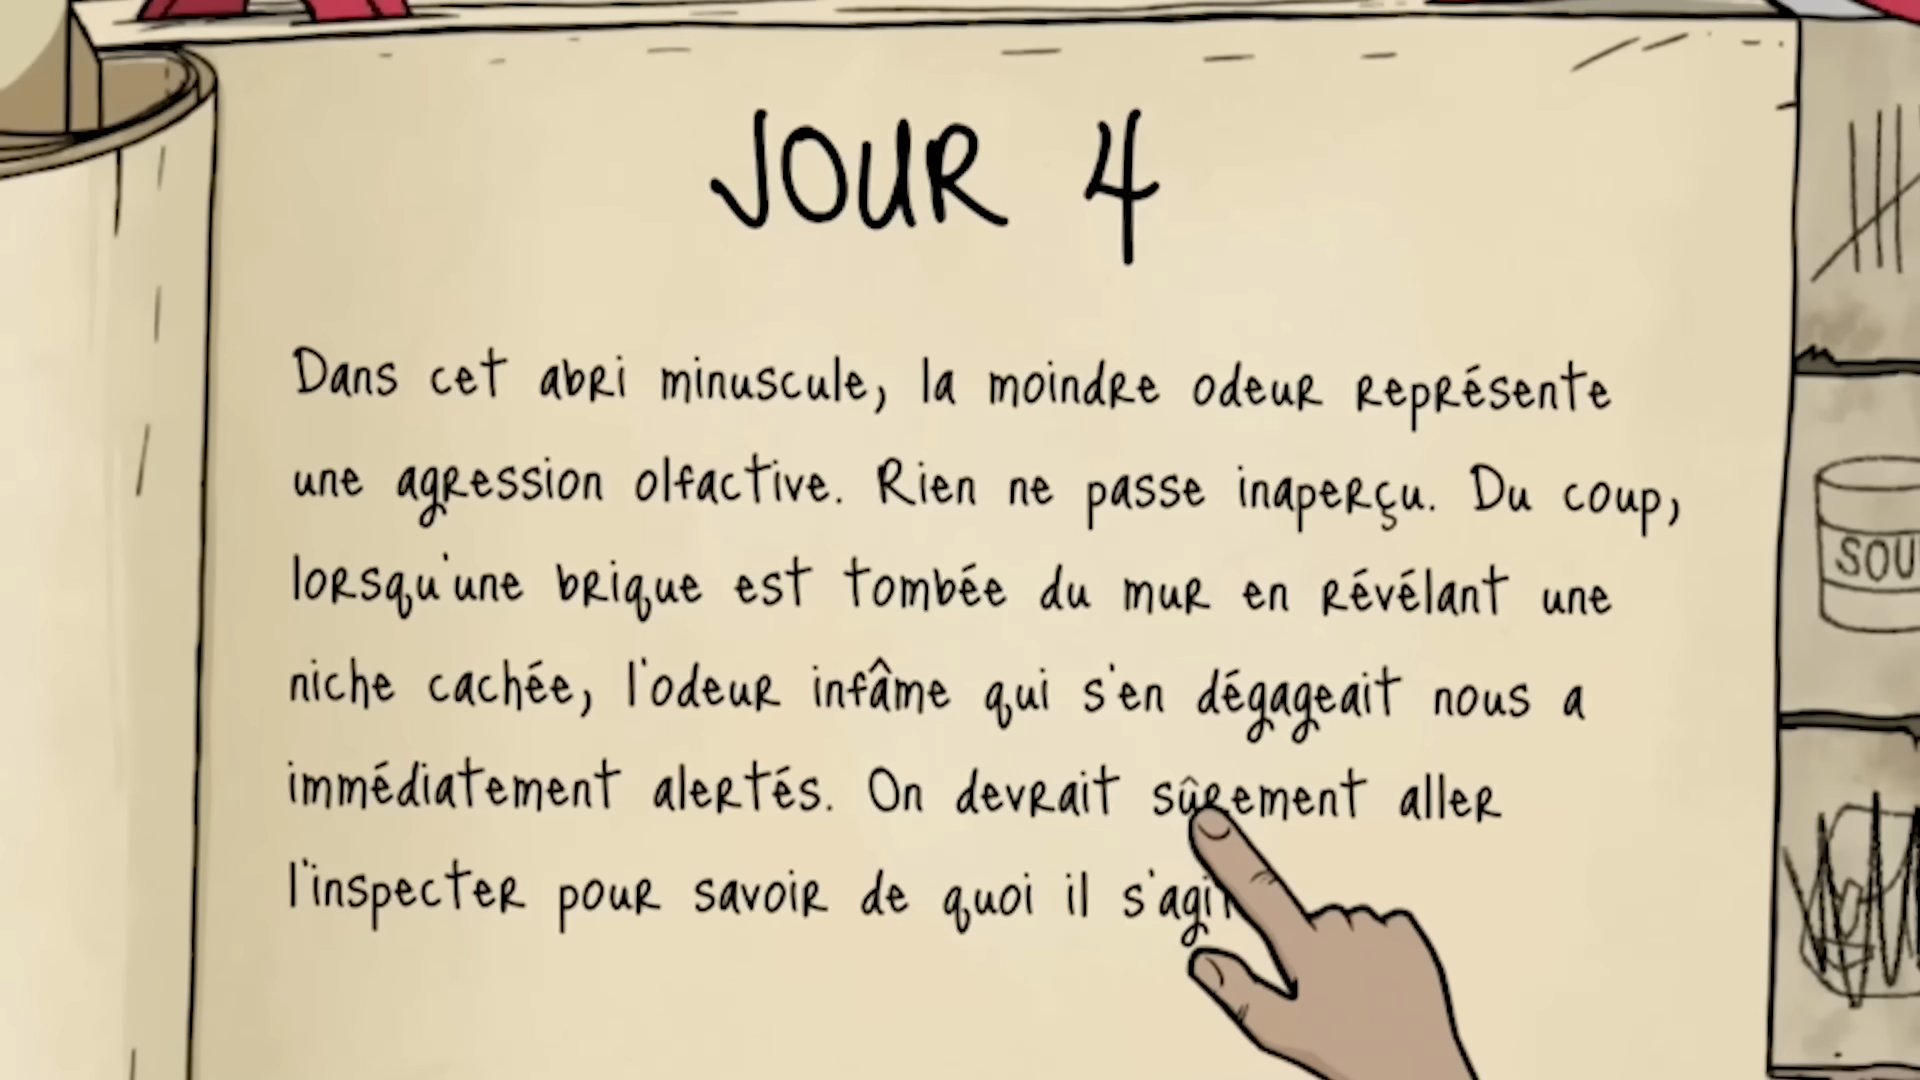 JOUR 4
Dans cet abri minuscule, la moindre odeur représente
une agression olfactive. Rien ne passe inaperçu. Du coup,
lorsqu'une brique est tombée du mur en révélant une
niche cachée, l'odeur infâme qui s'en dégageait nous a
immédiatement alertés. On devrait sûrement aller
l'inspecter pour savoir de quoi il s'agit
SOU